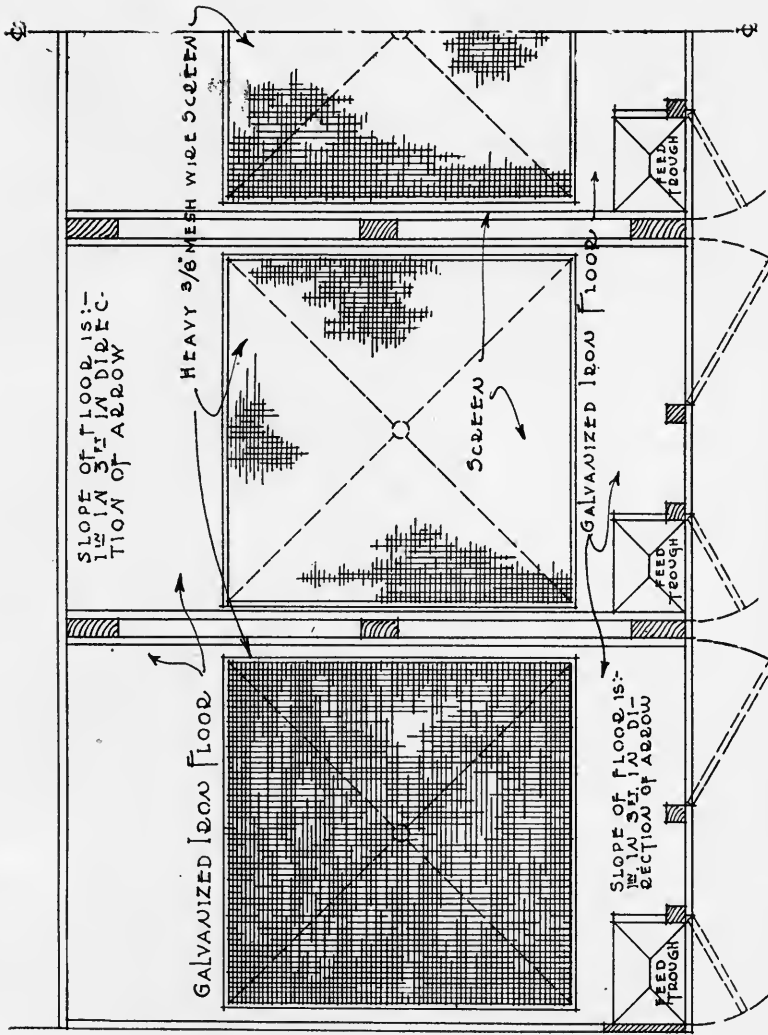 SLOPE OF FLOOR IS:-
1IN IN 3FT IN DIREC-
TION OF ARROW
HEAVY 3/8" MESH WIRE SCREEN
GALVANIZED IRON FLOOR
SCREEN
GALVANIZED IRON FLOOR
SLOPE OF FLOOR IS:-
1IN IN 3FT. IN DI-
RECTION OF ARROW
FEED
TROUGH
FEED
TROUGH
FEED
TROUGH